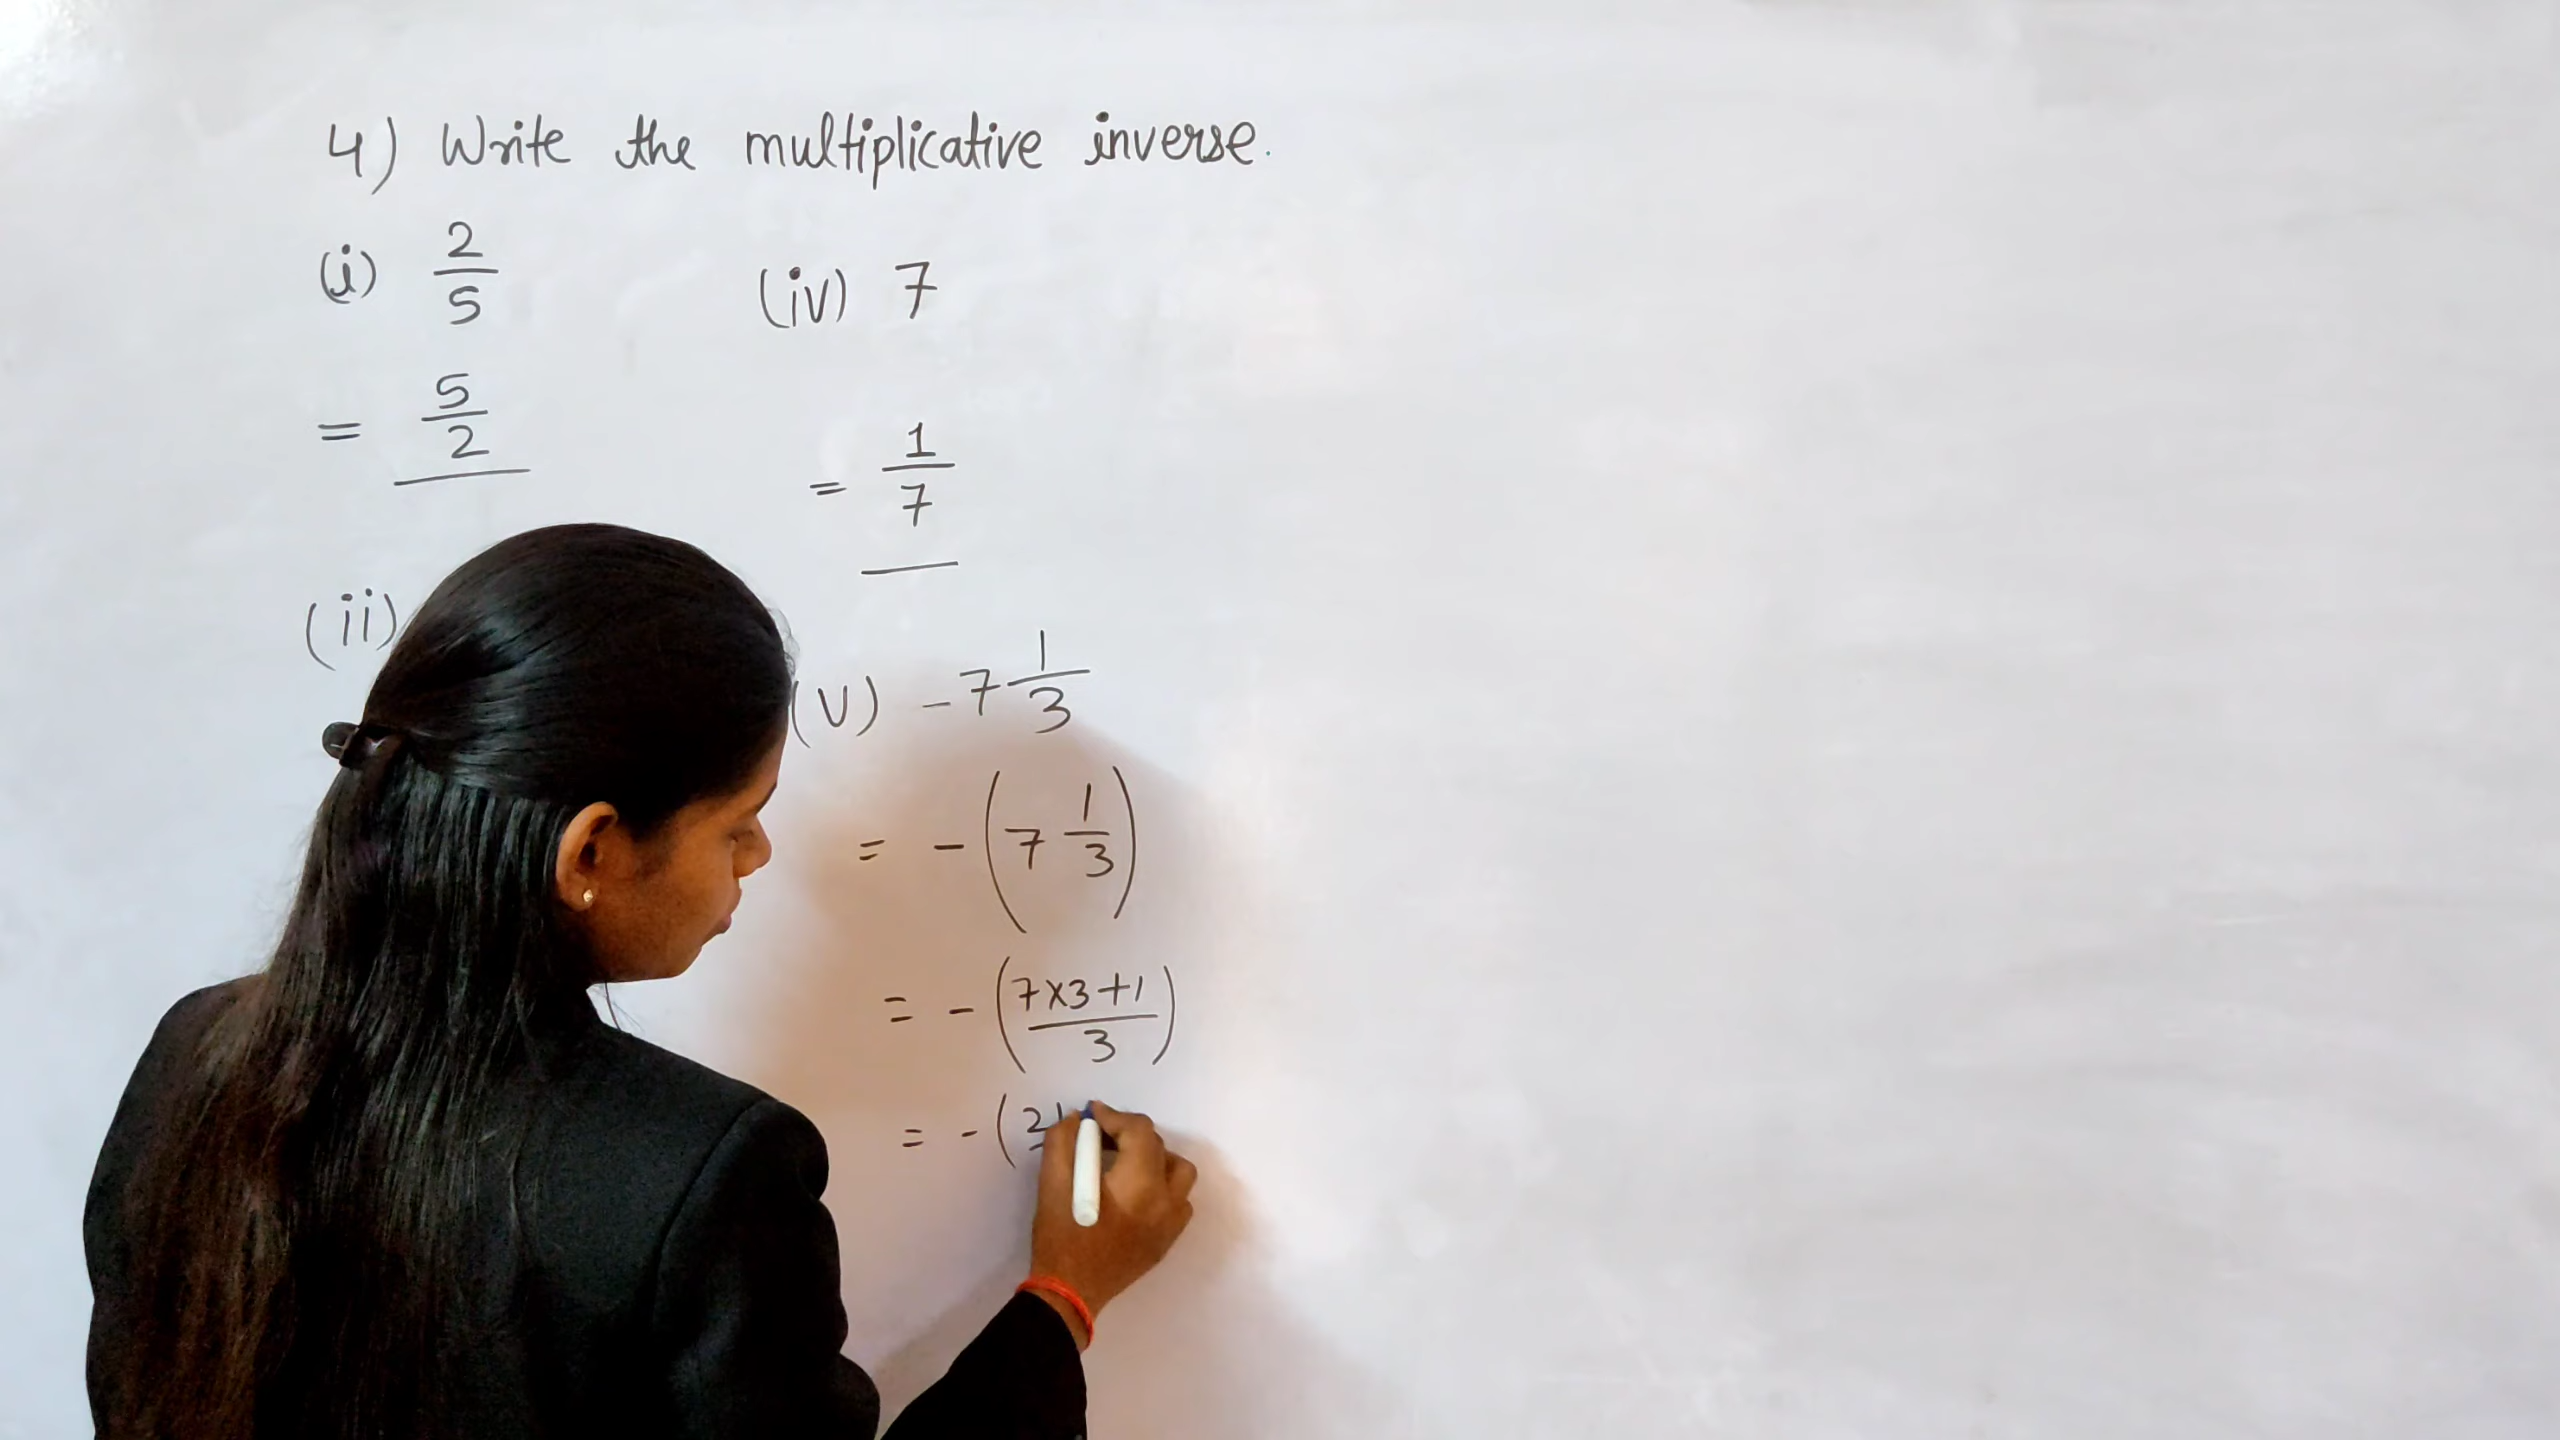 4) Write the multiplicative inverse.
(i) 2/5
= 5/2
(ii)
(iv) 7
= 1/7
(V) -7 1/3
= -(7 1/3)
= -((7×3+1)/3)
= -(21